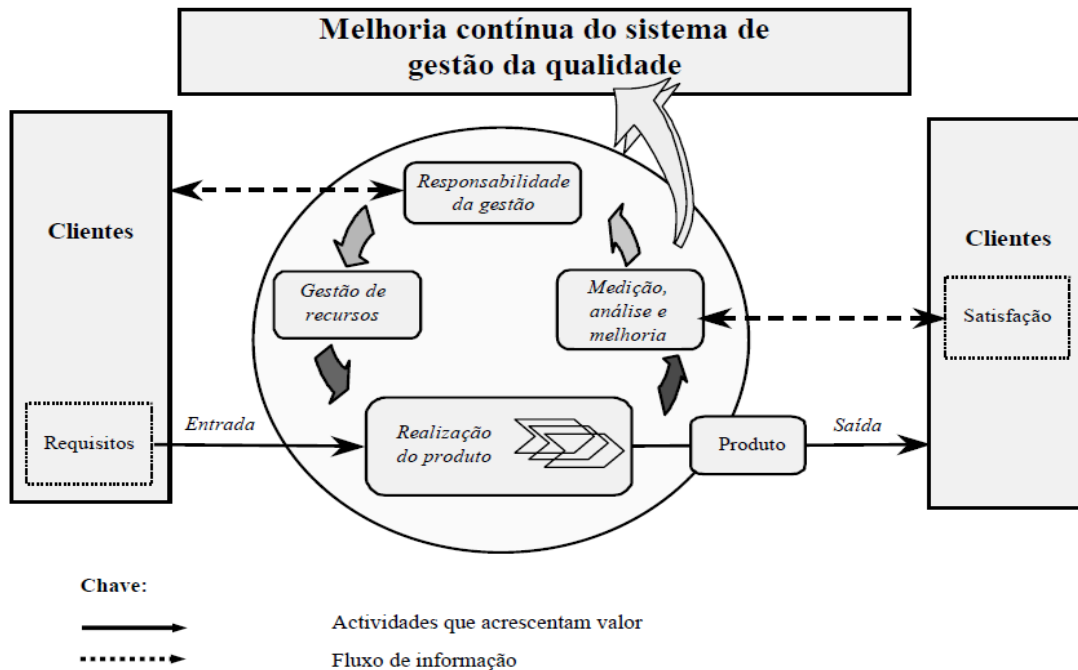 Melhoria contínua do sistema de
gestão da qualidade
Clientes
Requisitos
Entrada
Responsabilidade
da gestão
Gestão de
recursos
Medição,
análise e
melhoria
Realização
do produto
Produto
Saída
Clientes
Satisfação
Chave:
Actividades que acrescentam valor
Fluxo de informação